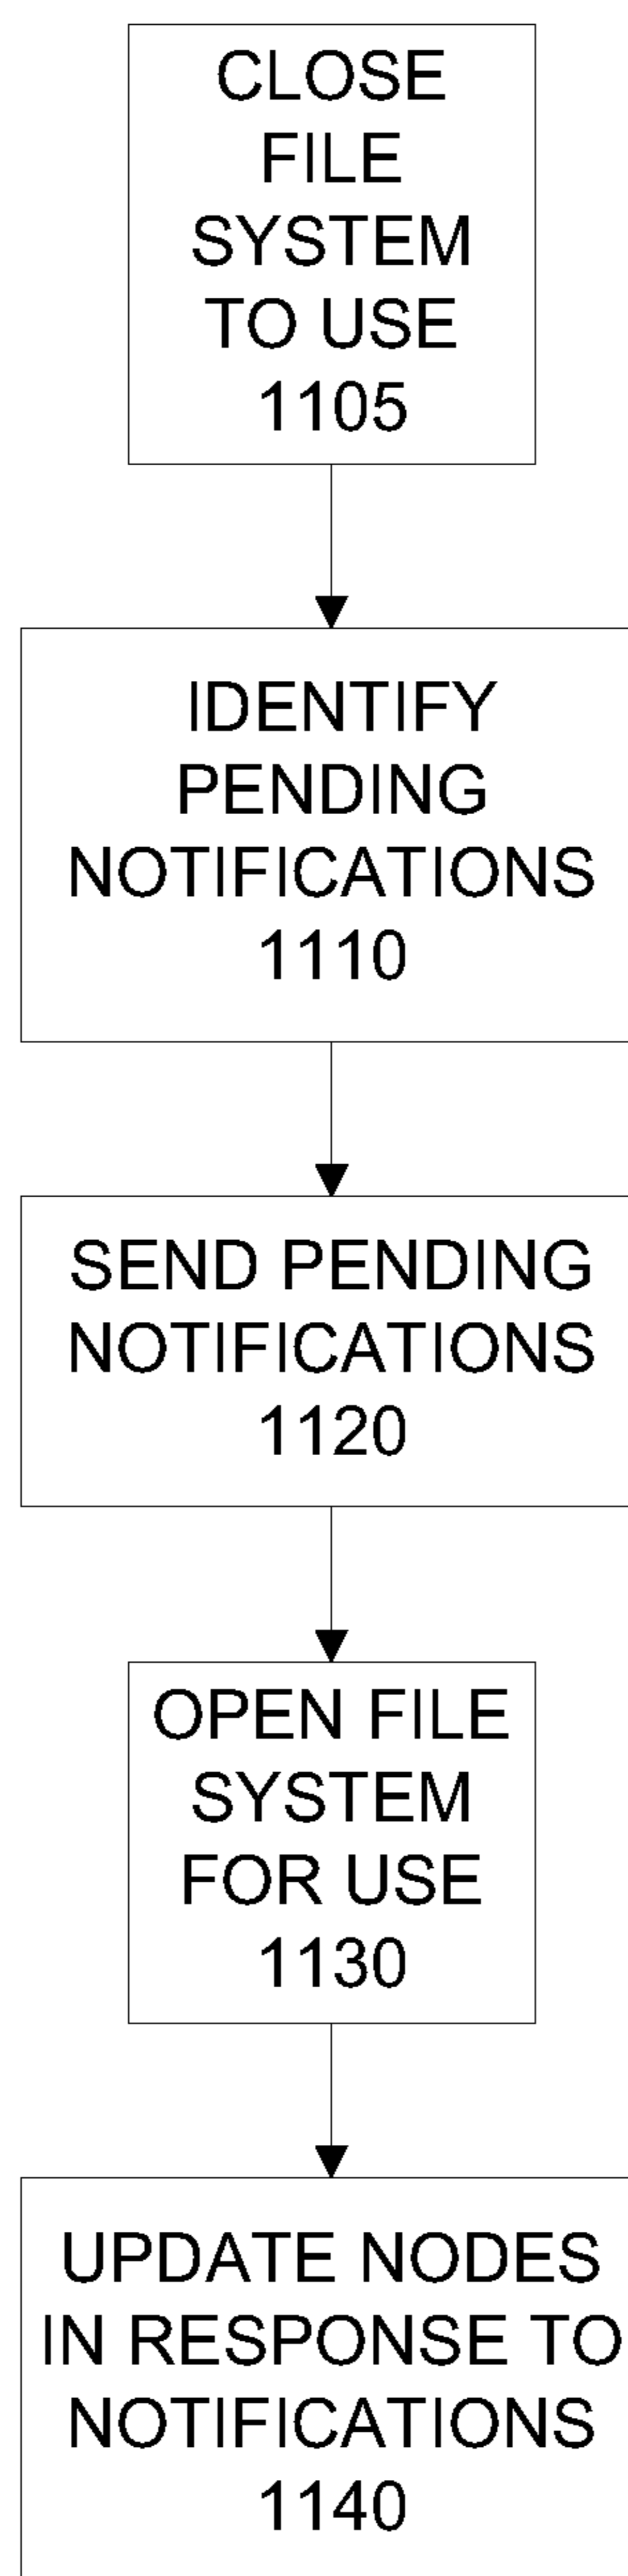 CLOSE
FILE
SYSTEM
TO USE
1105
IDENTIFY
PENDING
NOTIFICATIONS
1110
SEND PENDING
NOTIFICATIONS
1120
OPEN FILE
SYSTEM
FOR USE
1130
UPDATE NODES
IN RESPONSE TO
NOTIFICATIONS
1140